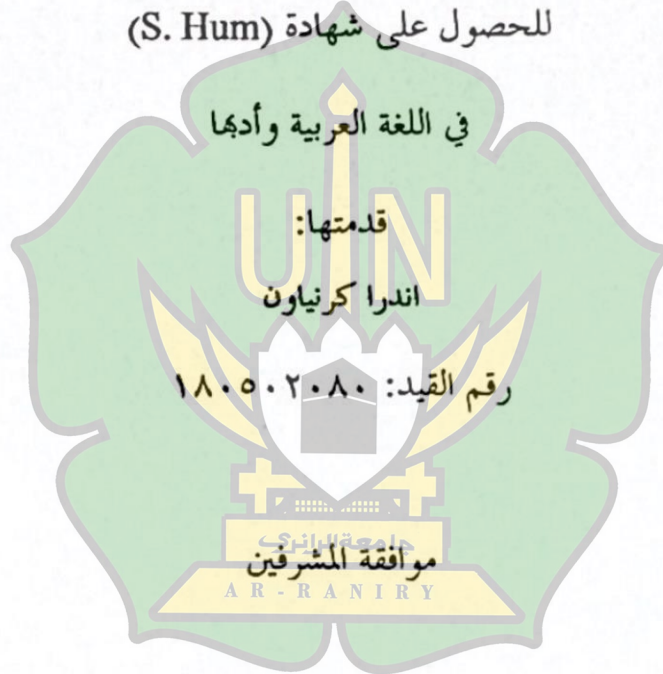 للحصول على شهادة (S. Hum)
في اللغة العربية وأدبها
قدمتها:
اندرا كرنياون
رقم القيد: ١٨٠٥٠٢٠٨٠
UIN
جامعة الرانري
موافقة المشرفين
AR-RANIRY